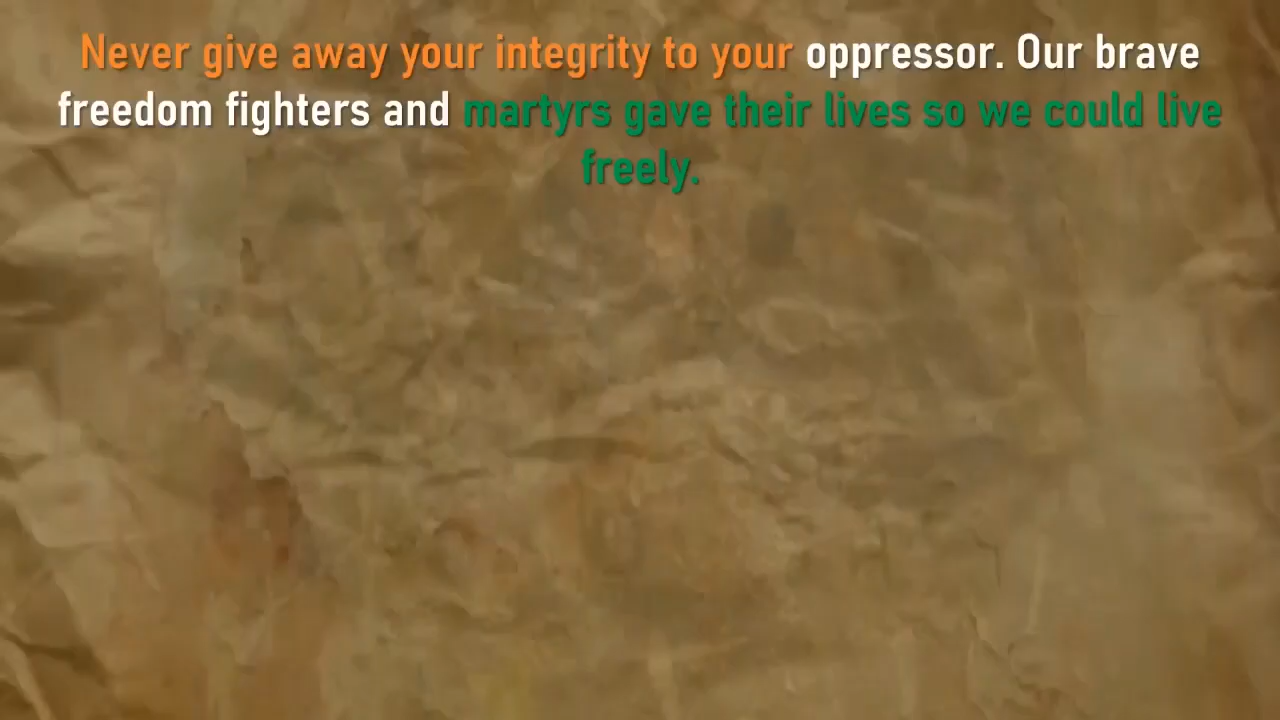 Never give away your integrity to your oppressor. Our brave
freedom fighters and martyrs gave their lives so we could live
freely.